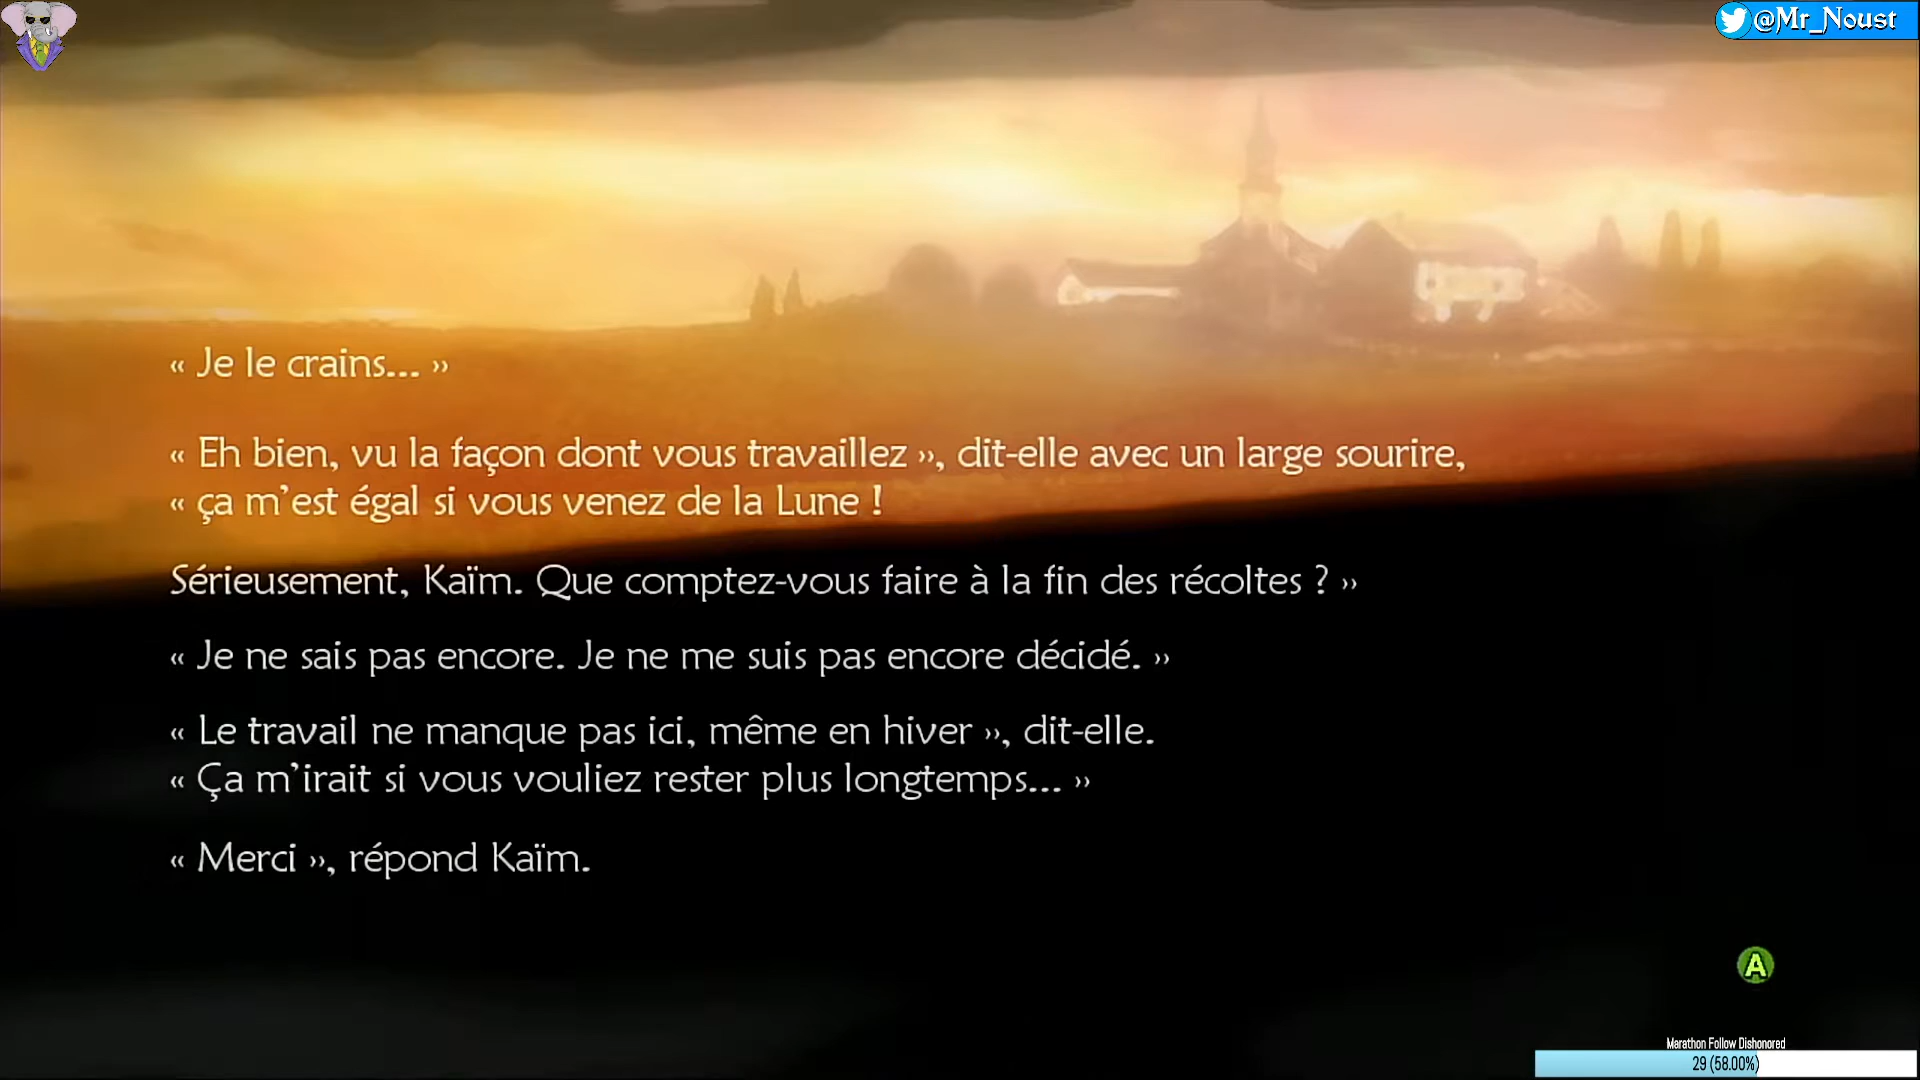 @Mr_Noust
« Je le crains... »
« Eh bien, vu la façon dont vous travaillez », dit-elle avec un large sourire,
« ça m'est égal si vous venez de la Lune !
Sérieusement, Kaïm. Que comptez-vous faire à la fin des récoltes ? »
« Je ne sais pas encore. Je ne me suis pas encore décidé. »
« Le travail ne manque pas ici, même en hiver », dit-elle.
« Ça m'irait si vous vouliez rester plus longtemps... »
« Merci », répond Kaïm.
A
Marathon Follow Dishonored
29 (58.00%)